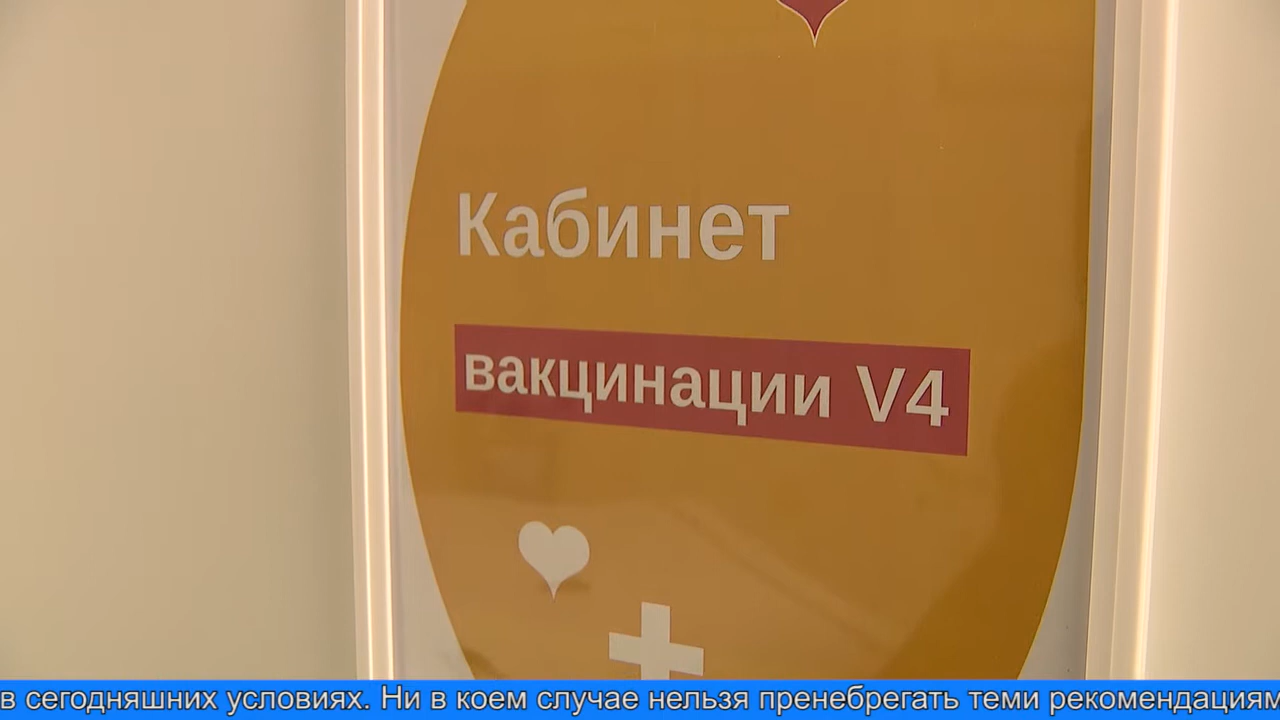 Кабинет
вакцинации V4
в сегодняшних условиях. Ни в коем случае нельзя пренебрегать теми рекомендациям